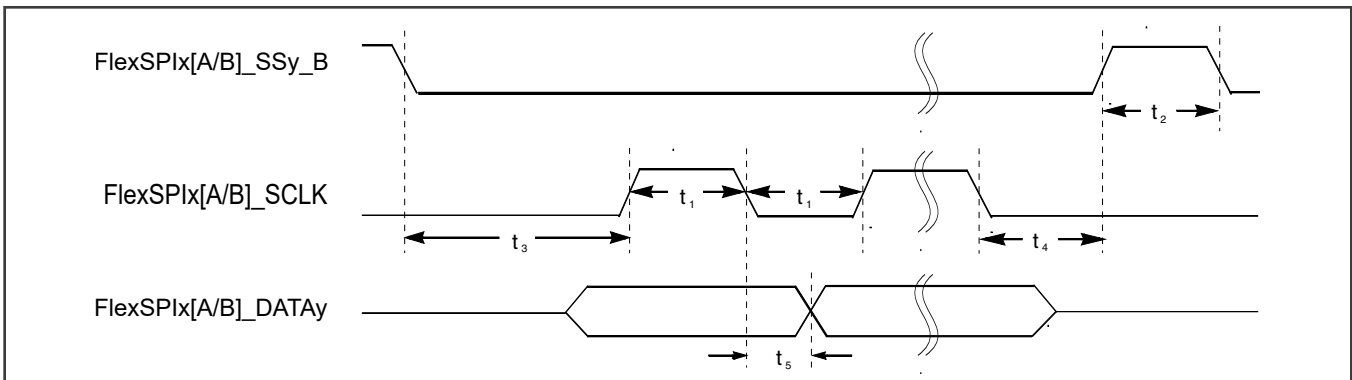 FlexSPIx[A/B]_SSy_B
t₂
FlexSPIx[A/B]_SCLK
t₁ t₁
t₃ t₄
FlexSPIx[A/B]_DATAy
t₅